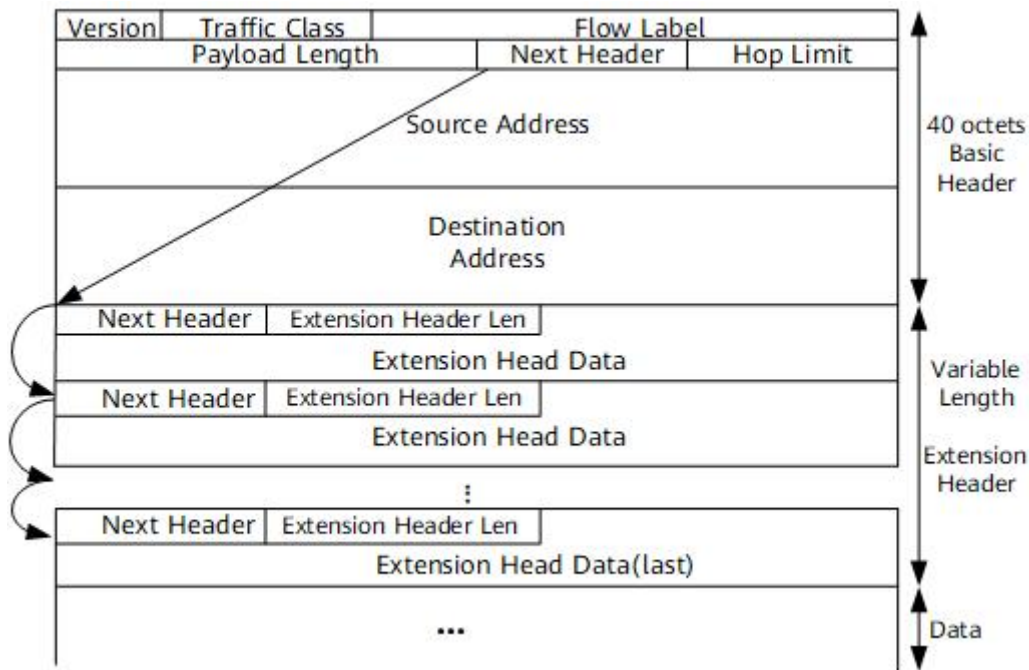 Version Traffic Class Flow Label
Payload Length Next Header Hop Limit
Source Address
40 octets
Basic
Header
Destination
Address
Next Header Extension Header Len
Extension Head Data
Next Header Extension Header Len
Extension Head Data
Variable
Length
Extension
Header
⋮
Next Header Extension Header Len
Extension Head Data(last)
...
Data